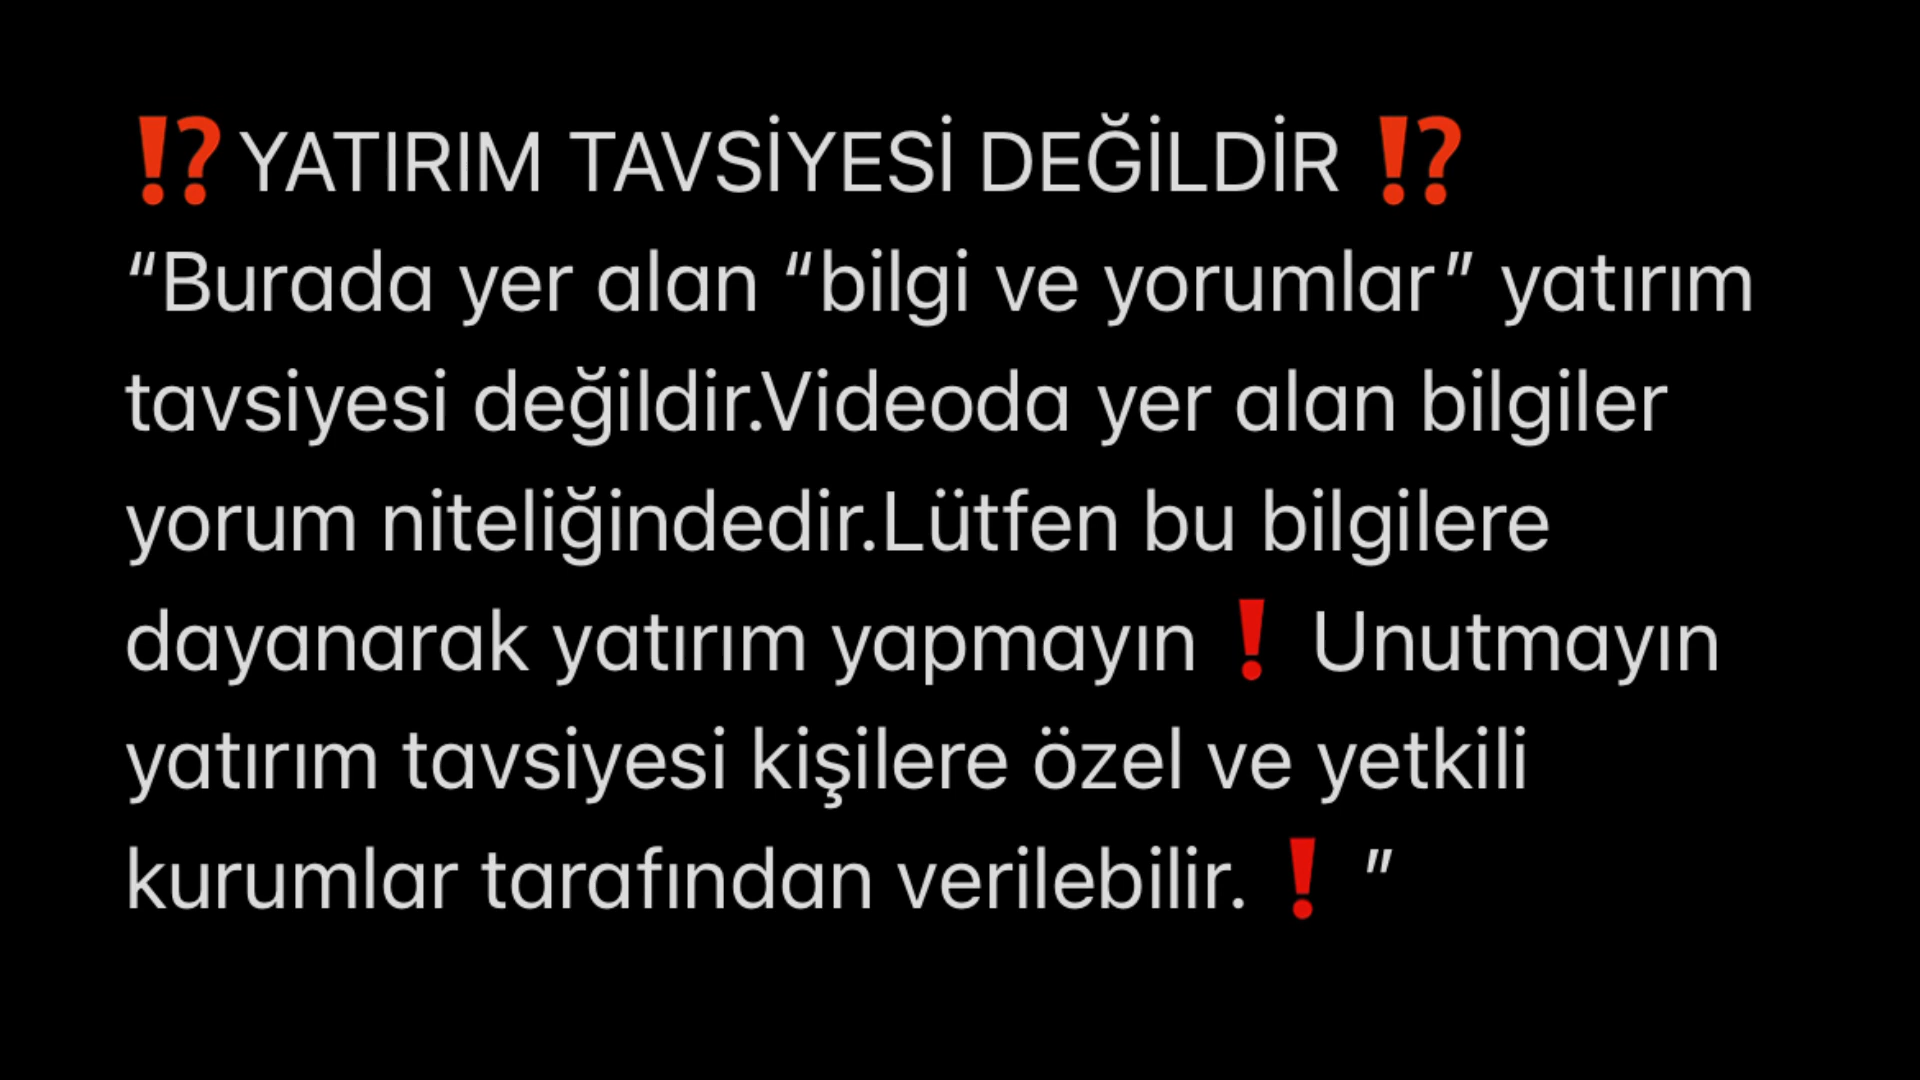 ⁉️YATIRIM TAVSİYESİ DEĞİLDİR ⁉️
“Burada yer alan “bilgi ve yorumlar” yatırım
tavsiyesi değildir.Videoda yer alan bilgiler
yorum niteliğindedir.Lütfen bu bilgilere
dayanarak yatırım yapmayın❗ Unutmayın
yatırım tavsiyesi kişilere özel ve yetkili
kurumlar tarafından verilebilir. ❗ ”